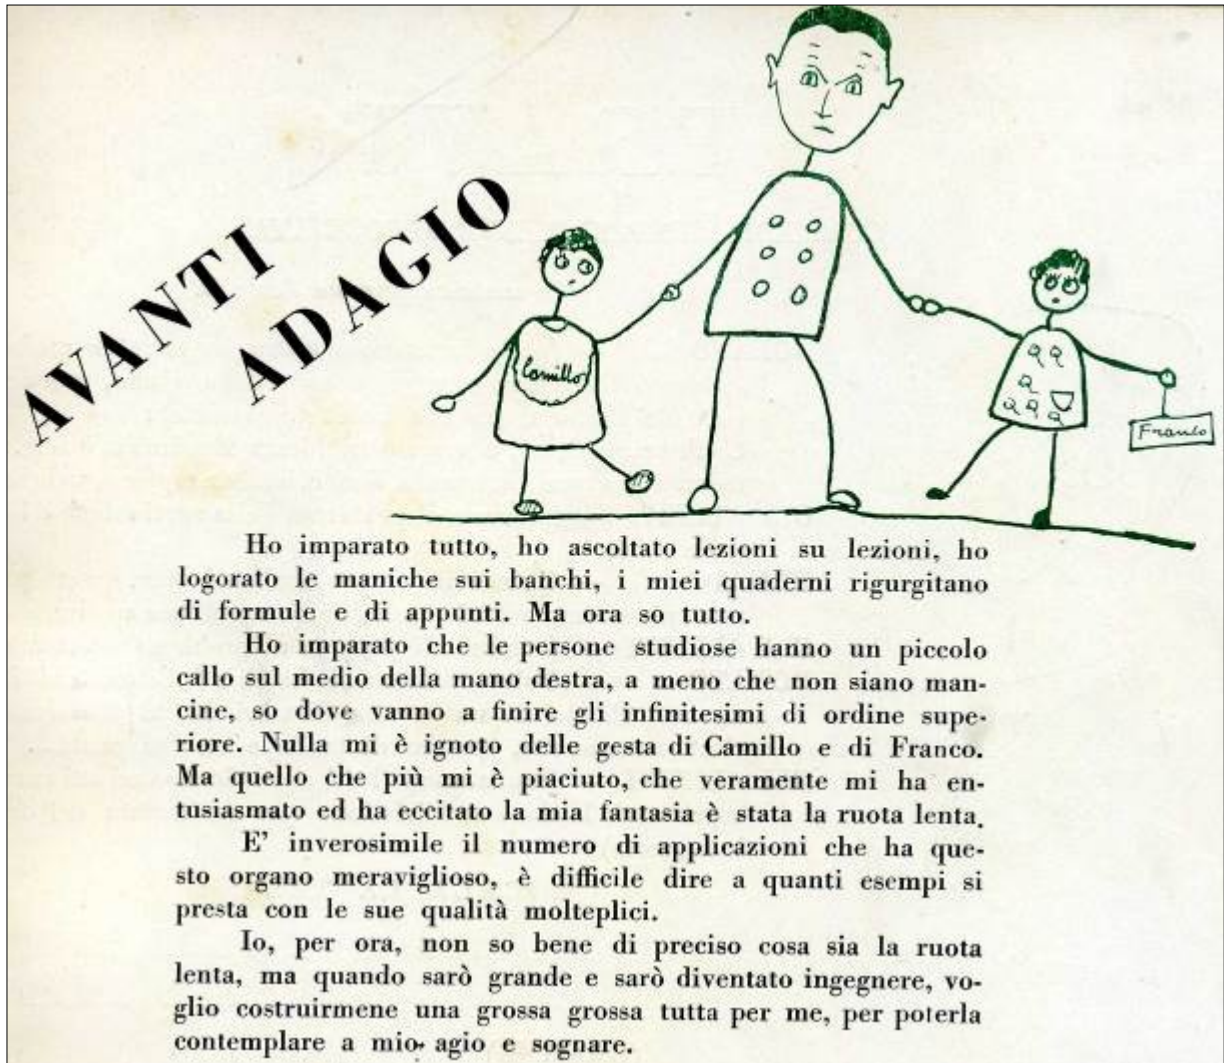 AVANTI
ADAGIO
Camillo
Franco
Ho imparato tutto, ho ascoltato lezioni su lezioni, ho
logorato le maniche sui banchi, i miei quaderni rigurgitano
di formule e di appunti. Ma ora so tutto.
Ho imparato che le persone studiose hanno un piccolo
callo sul medio della mano destra, a meno che non siano man-
cine, so dove vanno a finire gli infinitesimi di ordine supe-
riore. Nulla mi è ignoto delle gesta di Camillo e di Franco.
Ma quello che più mi è piaciuto, che veramente mi ha en-
tusiasmato ed ha eccitato la mia fantasia è stata la ruota lenta.
E' inverosimile il numero di applicazioni che ha que-
sto organo meraviglioso, è difficile dire a quanti esempi si
presta con le sue qualità molteplici.
Io, per ora, non so bene di preciso cosa sia la ruota
lenta, ma quando sarò grande e sarò diventato ingegnere, vo-
glio costruirmene una grossa grossa tutta per me, per poterla
contemplare a mio agio e sognare.